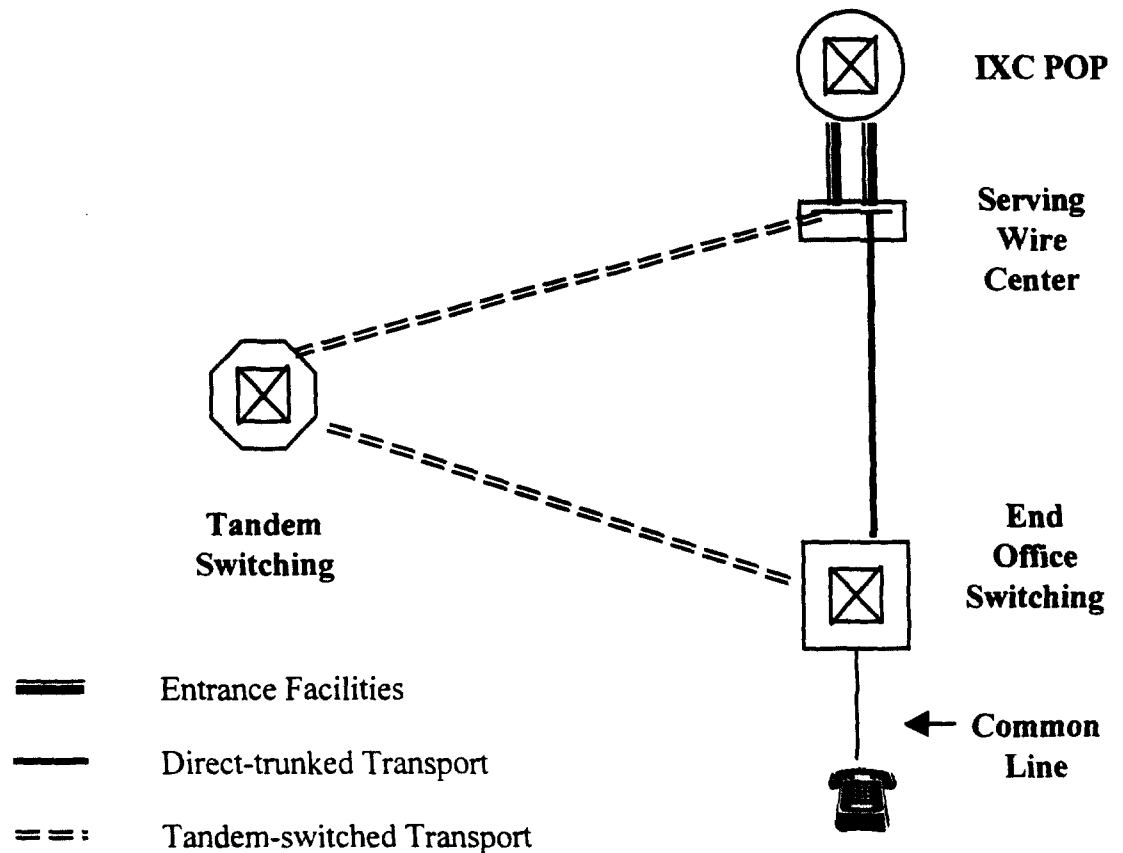 IXC POP
Serving
Wire
Center
Tandem
Switching
End
Office
Switching
Entrance Facilities
Direct-trunked Transport
Tandem-switched Transport
Common
Line